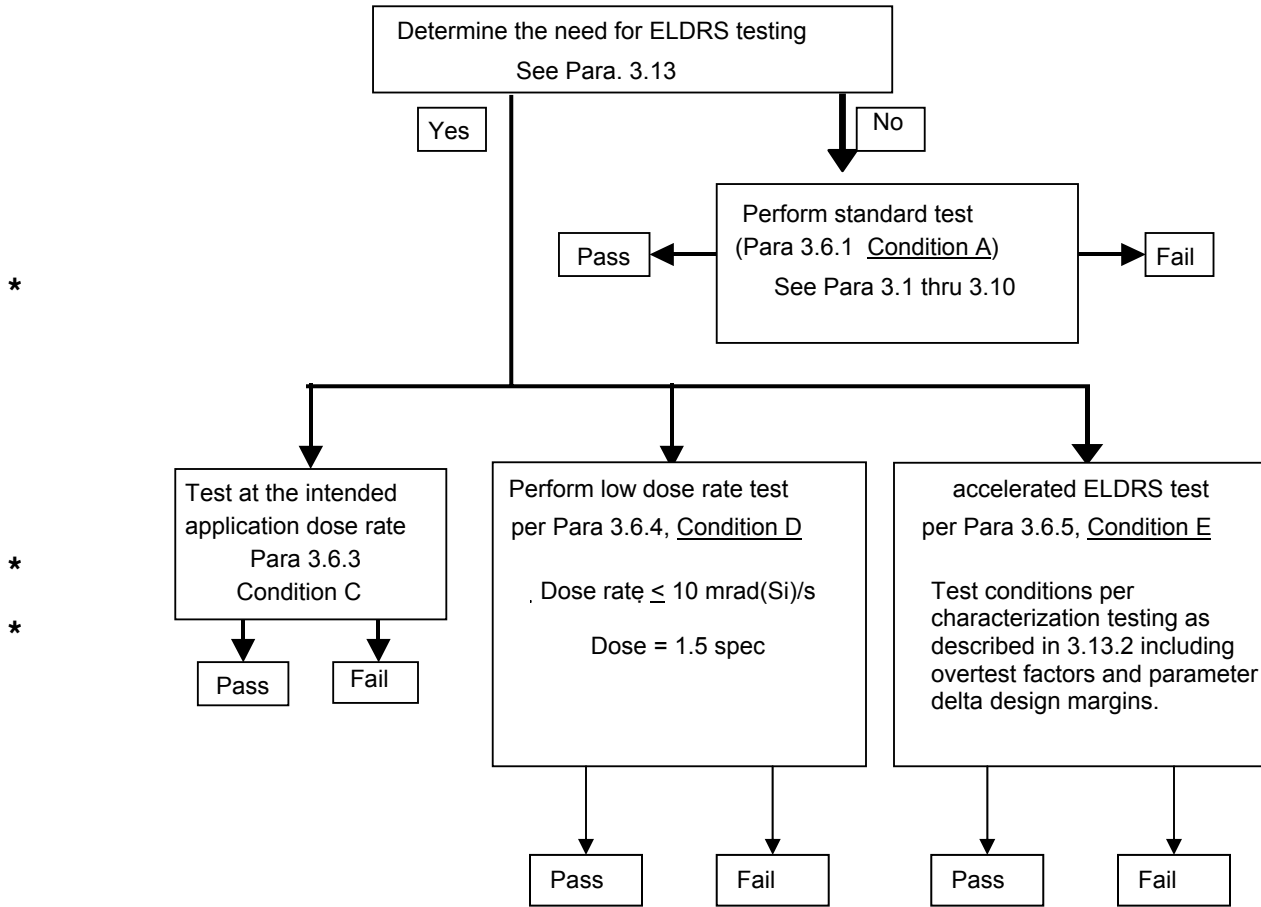 Determine the need for ELDRS testing
See Para. 3.13
Yes
No
Perform standard test
(Para 3.6.1 Condition A)
See Para 3.1 thru 3.10
Pass
Fail
*
Test at the intended
application dose rate
Para 3.6.3
Condition C
*
*
Pass
Fail
Perform low dose rate test
per Para 3.6.4, Condition D
Dose rate ≤ 10 mrad(Si)/s
Dose = 1.5 spec
Pass
Fail
accelerated ELDRS test
per Para 3.6.5, Condition E
Test conditions per
characterization testing as
described in 3.13.2 including
overtest factors and parameter
delta design margins.
Pass
Fail